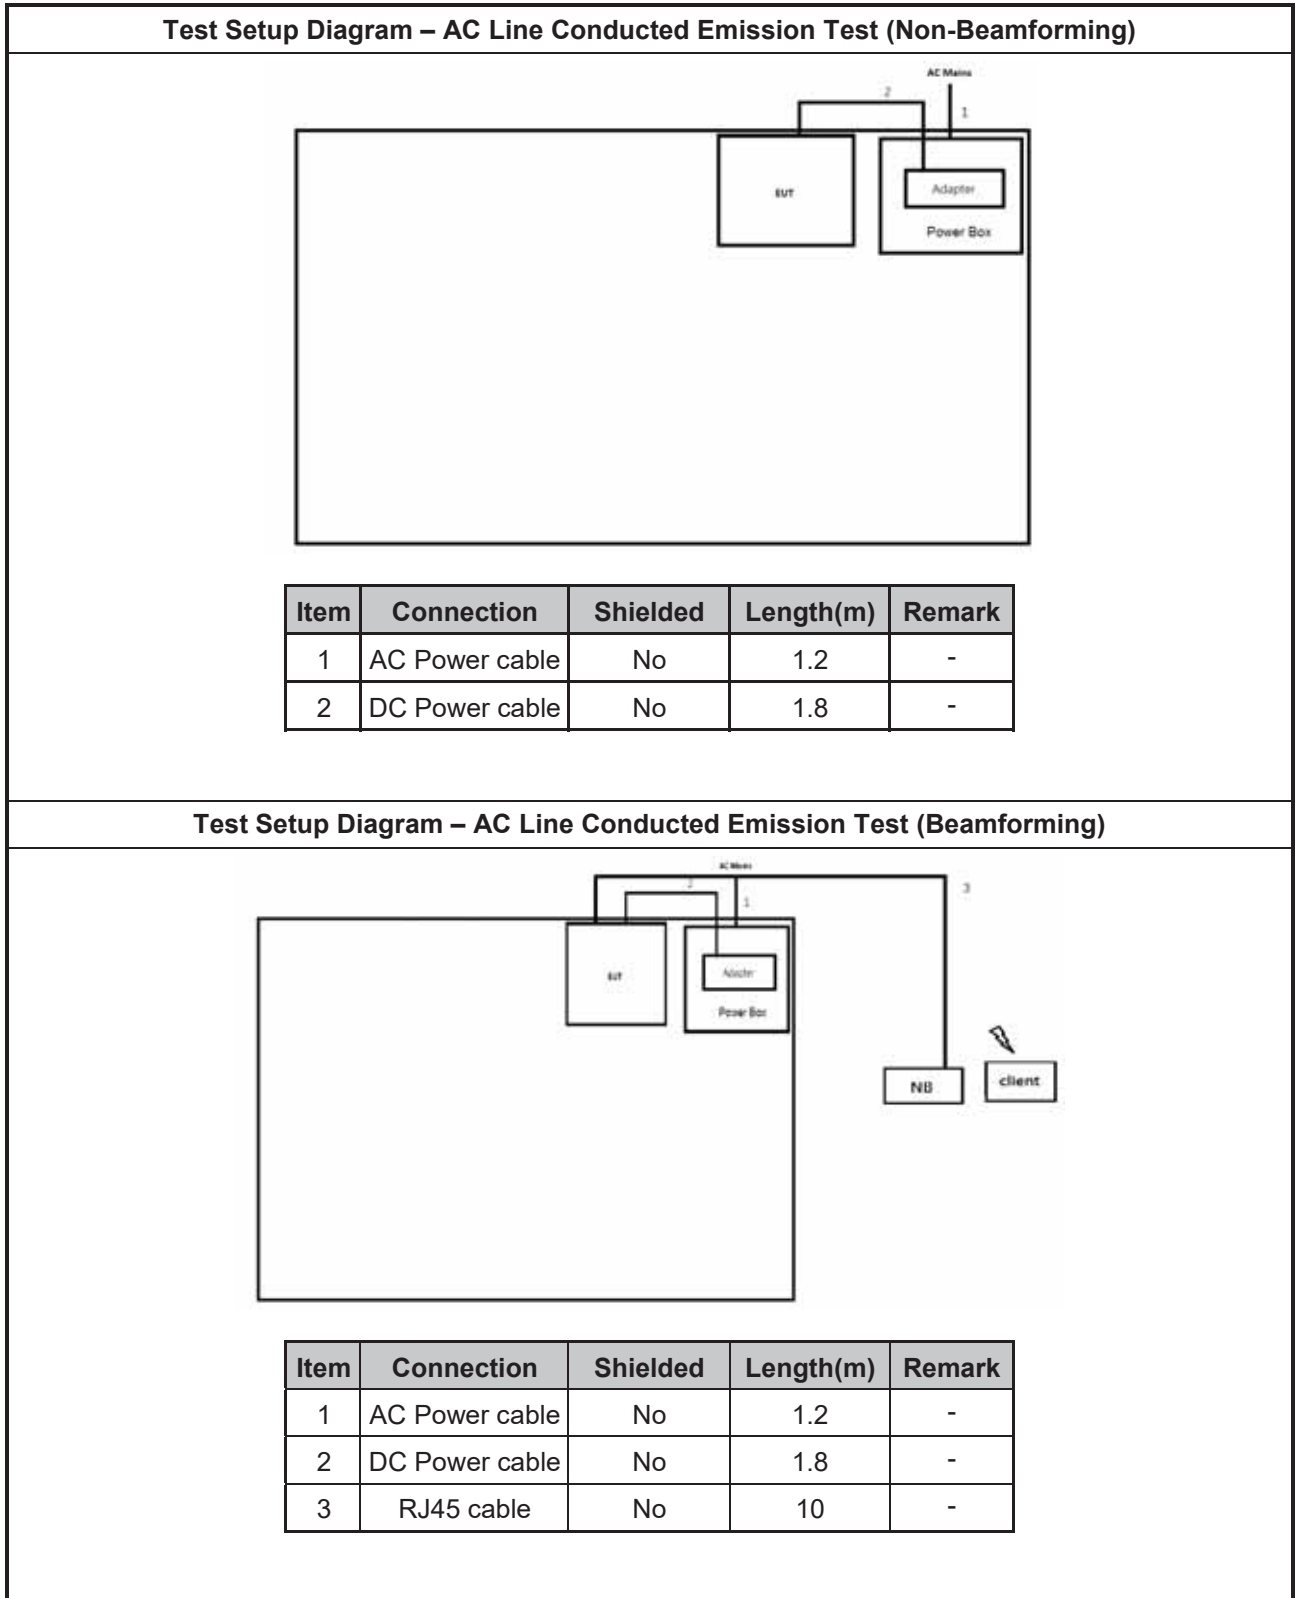 Test Setup Diagram – AC Line Conducted Emission Test (Non-Beamforming)
AC Mains
2
1
EUT
Adapter
Power Box
Item Connection Shielded Length(m) Remark
1 AC Power cable No 1.2 -
2 DC Power cable No 1.8 -
Test Setup Diagram – AC Line Conducted Emission Test (Beamforming)
AC Mains
2
3
1
EUT
Adapter
Power Box
NB
client
Item Connection Shielded Length(m) Remark
1 AC Power cable No 1.2 -
2 DC Power cable No 1.8 -
3 RJ45 cable No 10 -